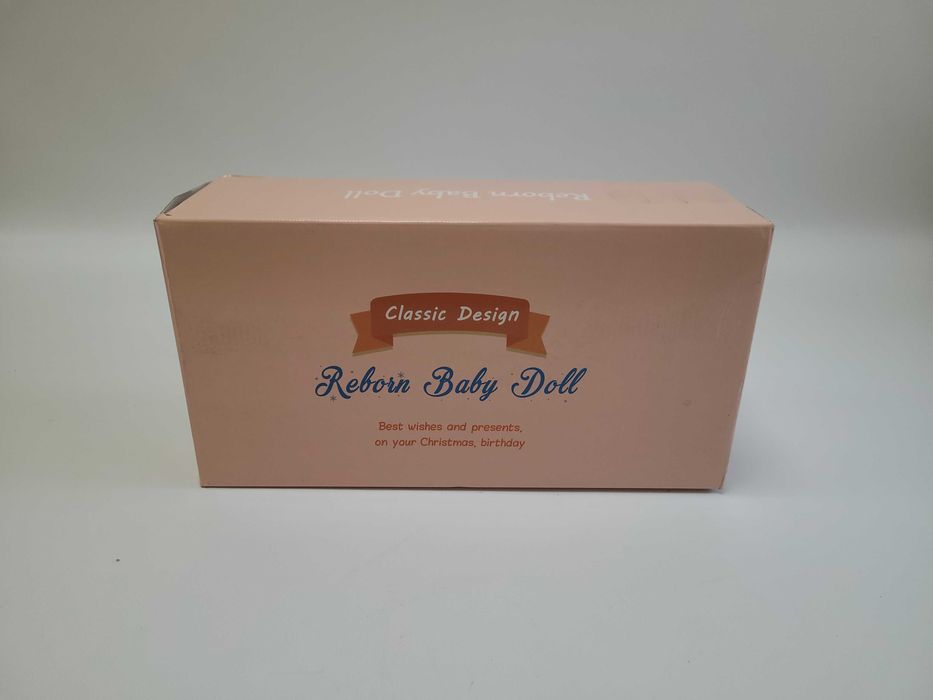 Reborn Baby Doll
Classic Design
Reborn Baby Doll
Best wishes and presents,
on your Christmas, birthday